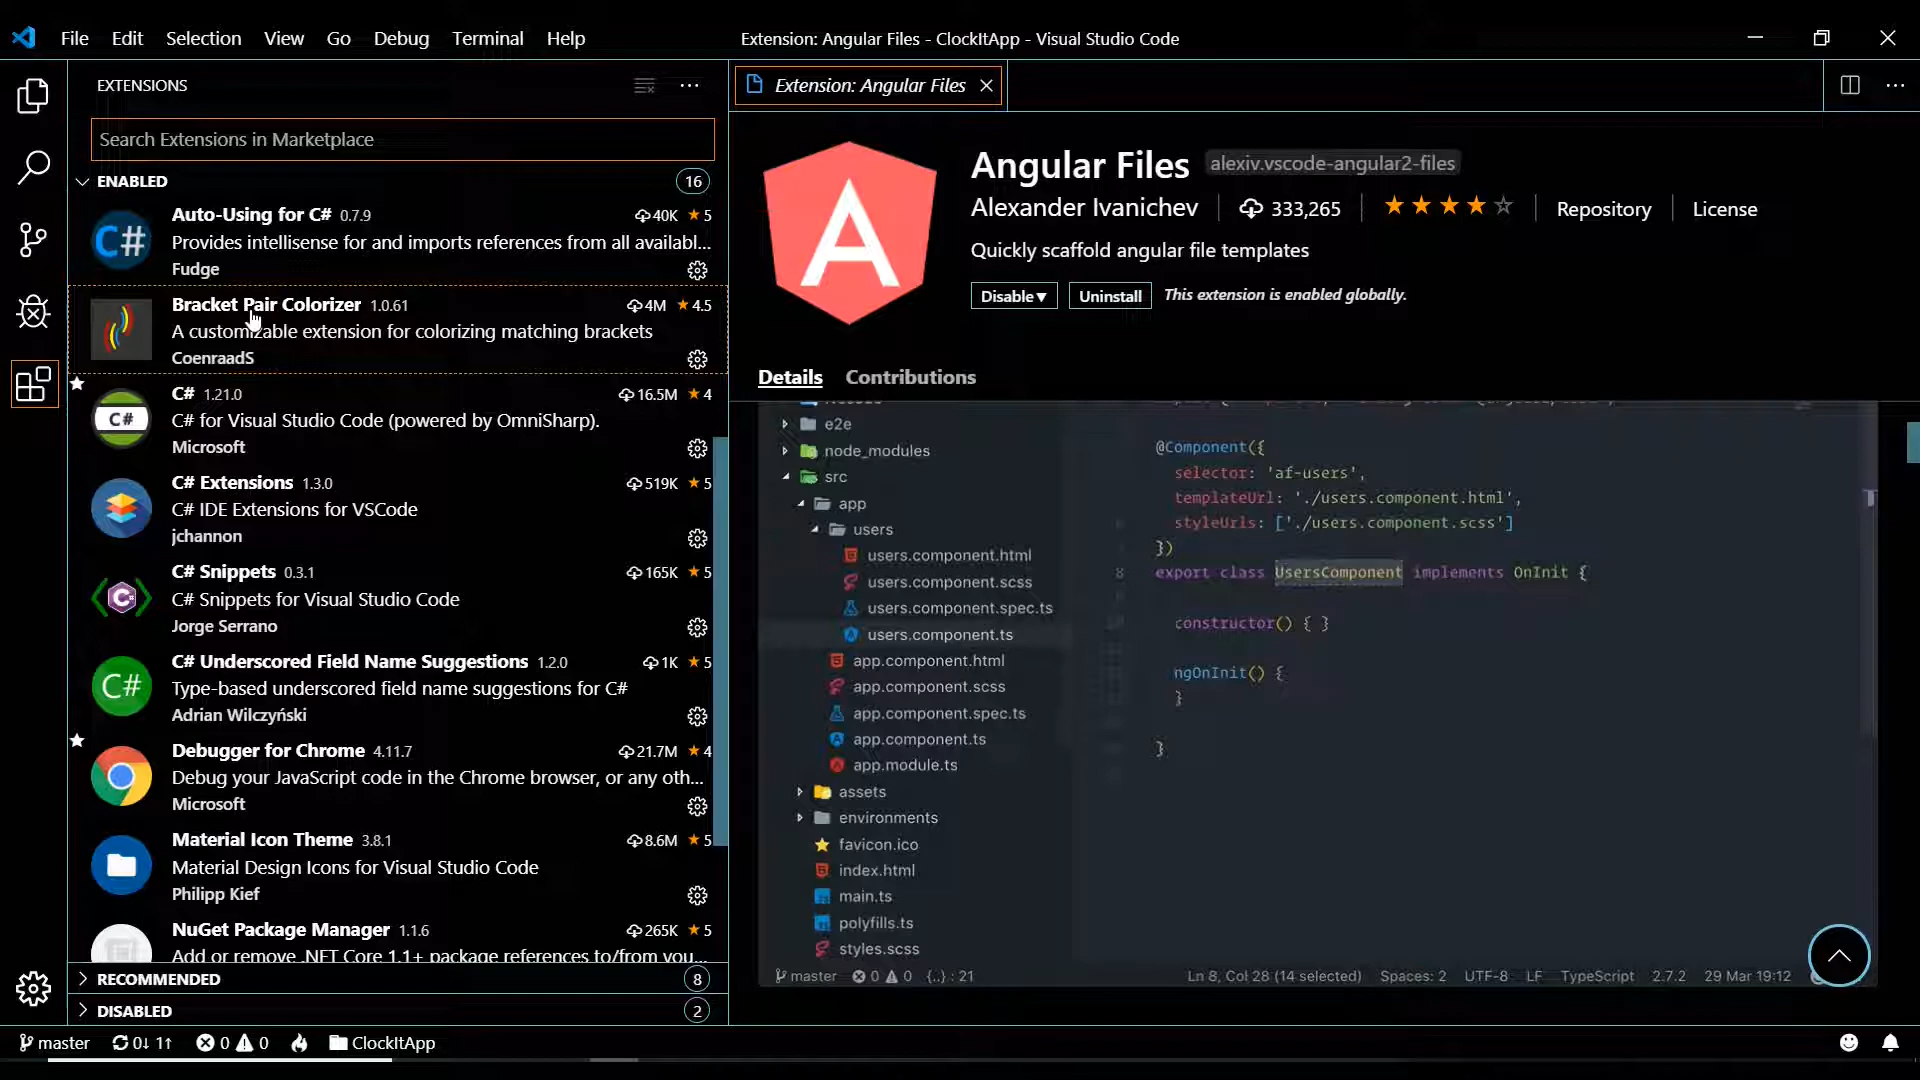 File Edit Selection View Go Debug Terminal Help
Extension: Angular Files - ClockItApp - Visual Studio Code
EXTENSIONS
Search Extensions in Marketplace
ENABLED 16
Auto-Using for C# 0.7.9 40K ★ 5
Provides intellisense for and imports references from all availabl...
Fudge
Bracket Pair Colorizer 1.0.61 4M ★ 4.5
A customizable extension for colorizing matching brackets
CoenraadS
C# 1.21.0 16.5M ★ 4
C# for Visual Studio Code (powered by OmniSharp).
Microsoft
C# Extensions 1.3.0 519K ★ 5
C# IDE Extensions for VSCode
jchannon
C# Snippets 0.3.1 165K ★ 5
C# Snippets for Visual Studio Code
Jorge Serrano
C# Underscored Field Name Suggestions 1.2.0 1K ★ 5
Type-based underscored field name suggestions for C#
Adrian Wilczyński
Debugger for Chrome 4.11.7 21.7M ★ 4
Debug your JavaScript code in the Chrome browser, or any oth...
Microsoft
Material Icon Theme 3.8.1 8.6M ★ 5
Material Design Icons for Visual Studio Code
Philipp Kief
NuGet Package Manager 1.1.6 265K ★ 5
Add or remove .NET Core 1.1+ package references to/from you...
RECOMMENDED 8
DISABLED 2
Extension: Angular Files
Angular Files alexiv.vscode-angular2-files
Alexander Ivanichev 333,265 Repository License
Quickly scaffold angular file templates
Disable▼ Uninstall This extension is enabled globally.
Details Contributions
e2e
node_modules
src
app
users
users.component.html
users.component.scss
users.component.spec.ts
users.component.ts
app.component.html
app.component.scss
app.component.spec.ts
app.component.ts
app.module.ts
assets
environments
favicon.ico
index.html
main.ts
polyfills.ts
styles.scss
@Component({
selector: 'af-users',
templateUrl: './users.component.html',
styleUrls: ['./users.component.scss']
})
8 export class UsersComponent implements OnInit {
constructor() { }
ngOnInit() {
}
}
master 0 0 {..} : 21 Ln 8, Col 28 (14 selected) Spaces: 2 UTF-8 LF TypeScript 2.7.2 29 Mar 19:12
master 0↓ 1↑ 0 0 ClockItApp